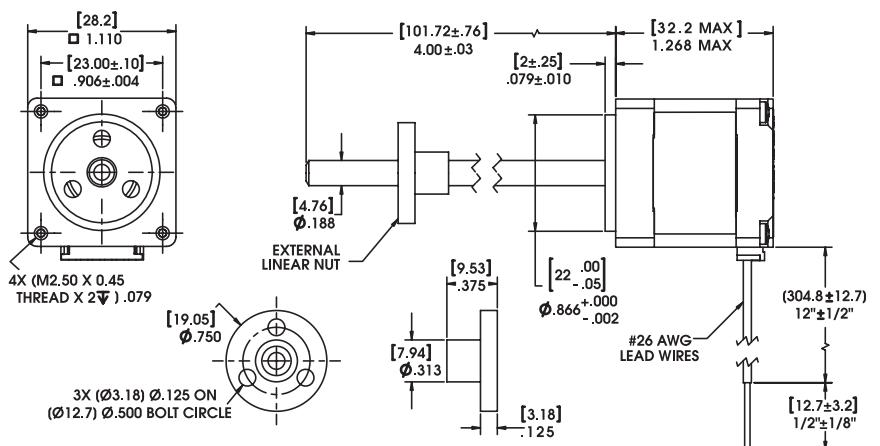 [28.2]
□ 1.110
[23.00±.10]
□ .906±.004
[101.72±.76]
4.00±.03
[32.2 MAX ]
1.268 MAX
[2±.25]
.079±.010
[4.76]
Ø.188
EXTERNAL
LINEAR NUT
4X (M2.50 X 0.45
THREAD X 2↧ ) .079
[22 .00
-.05]
Ø.866 +.000
-.002
[9.53]
.375
[19.05]
Ø.750
[7.94]
Ø.313
3X (Ø3.18) Ø.125 ON
(Ø12.7) Ø.500 BOLT CIRCLE
[3.18]
.125
#26 AWG
LEAD WIRES
(304.8±12.7)
12"±1/2"
[12.7±3.2]
1/2"±1/8"